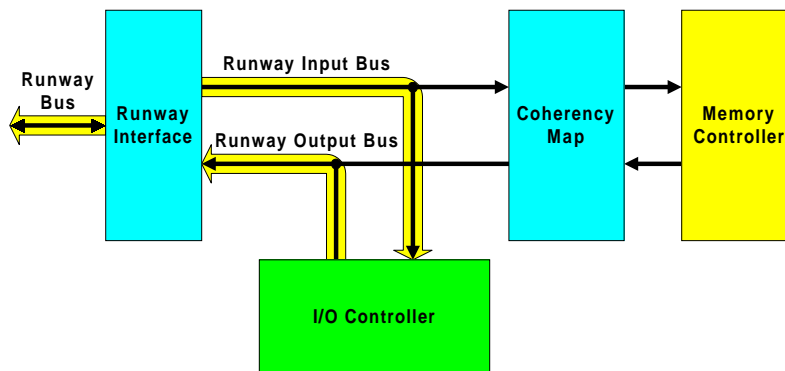 Runway
Bus
Runway
Interface
Runway Input Bus
Runway Output Bus
Coherency
Map
Memory
Controller
I/O Controller